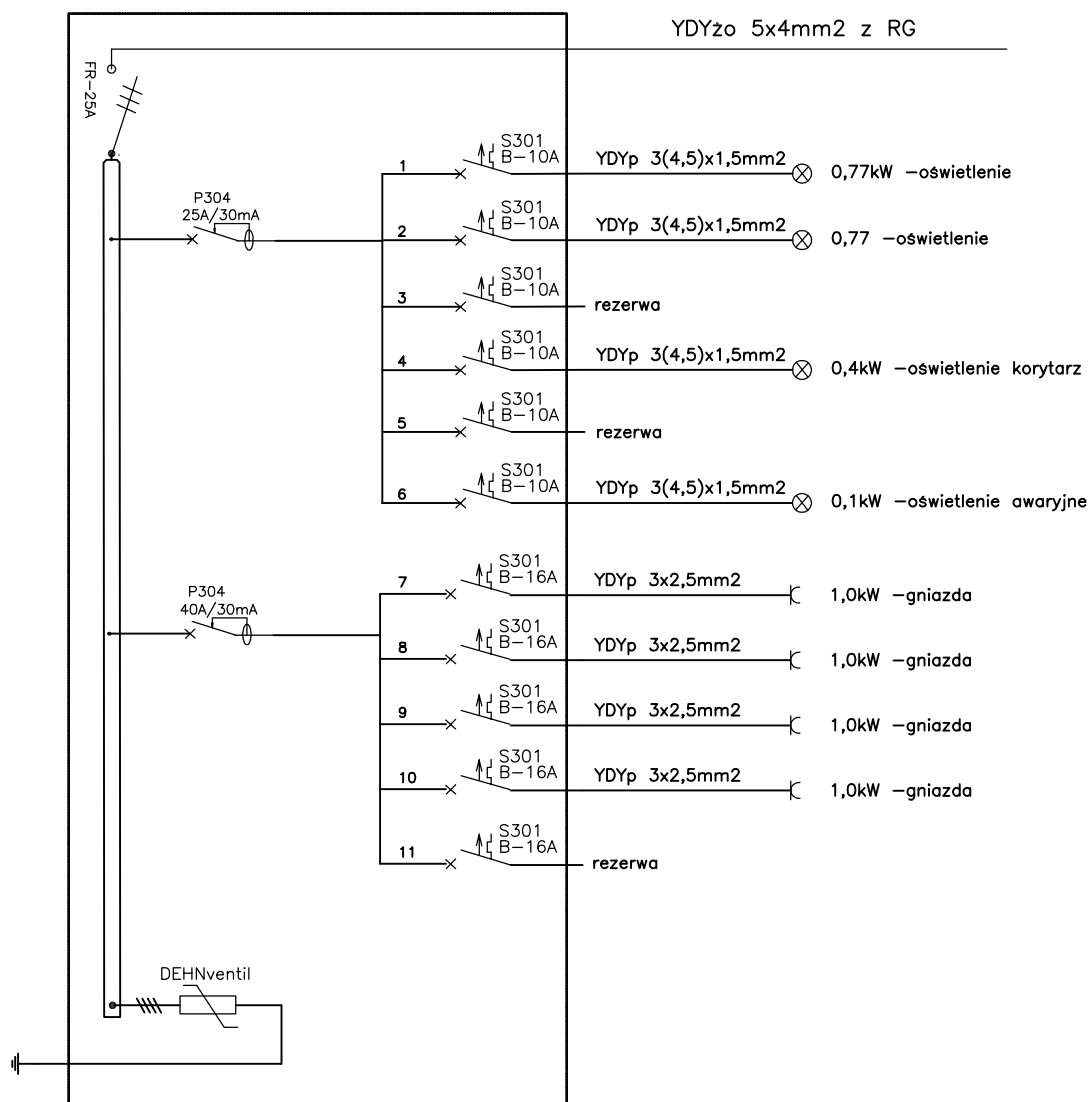 YDYżo 5x4mm2 z RG
FR-25A
P304
25A/30mA
1
S301
B-10A
YDYp 3(4,5)x1,5mm2
0,77kW -oświetlenie
2
S301
B-10A
YDYp 3(4,5)x1,5mm2
0,77 -oświetlenie
3
S301
B-10A
rezerwa
4
S301
B-10A
YDYp 3(4,5)x1,5mm2
0,4kW -oświetlenie korytarz
5
S301
B-10A
rezerwa
6
S301
B-10A
YDYp 3(4,5)x1,5mm2
0,1kW -oświetlenie awaryjne
P304
40A/30mA
7
S301
B-16A
YDYp 3x2,5mm2
1,0kW -gniazda
8
S301
B-16A
YDYp 3x2,5mm2
1,0kW -gniazda
9
S301
B-16A
YDYp 3x2,5mm2
1,0kW -gniazda
10
S301
B-16A
YDYp 3x2,5mm2
1,0kW -gniazda
11
S301
B-16A
rezerwa
DEHNventil